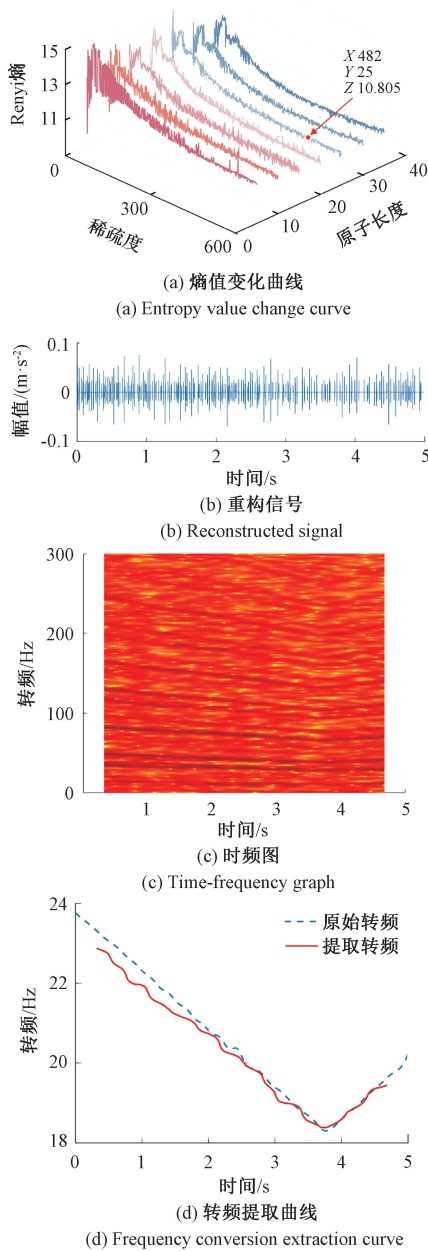 15
13
11
Renyi熵
X 482
Y 25
Z 10.805
0
300
600
稀疏度
0
10
20
30
40
原子长度
(a) 熵值变化曲线
(a) Entropy value change curve
0.1
0
-0.1
幅值/(m·s⁻²)
0 1 2 3 4 5
时间/s
(b) 重构信号
(b) Reconstructed signal
300
200
100
0
转频/Hz
1 2 3 4 5
时间/s
(c) 时频图
(c) Time-frequency graph
24
22
20
18
转频/Hz
原始转频
提取转频
0 1 2 3 4 5
时间/s
(d) 转频提取曲线
(d) Frequency conversion extraction curve